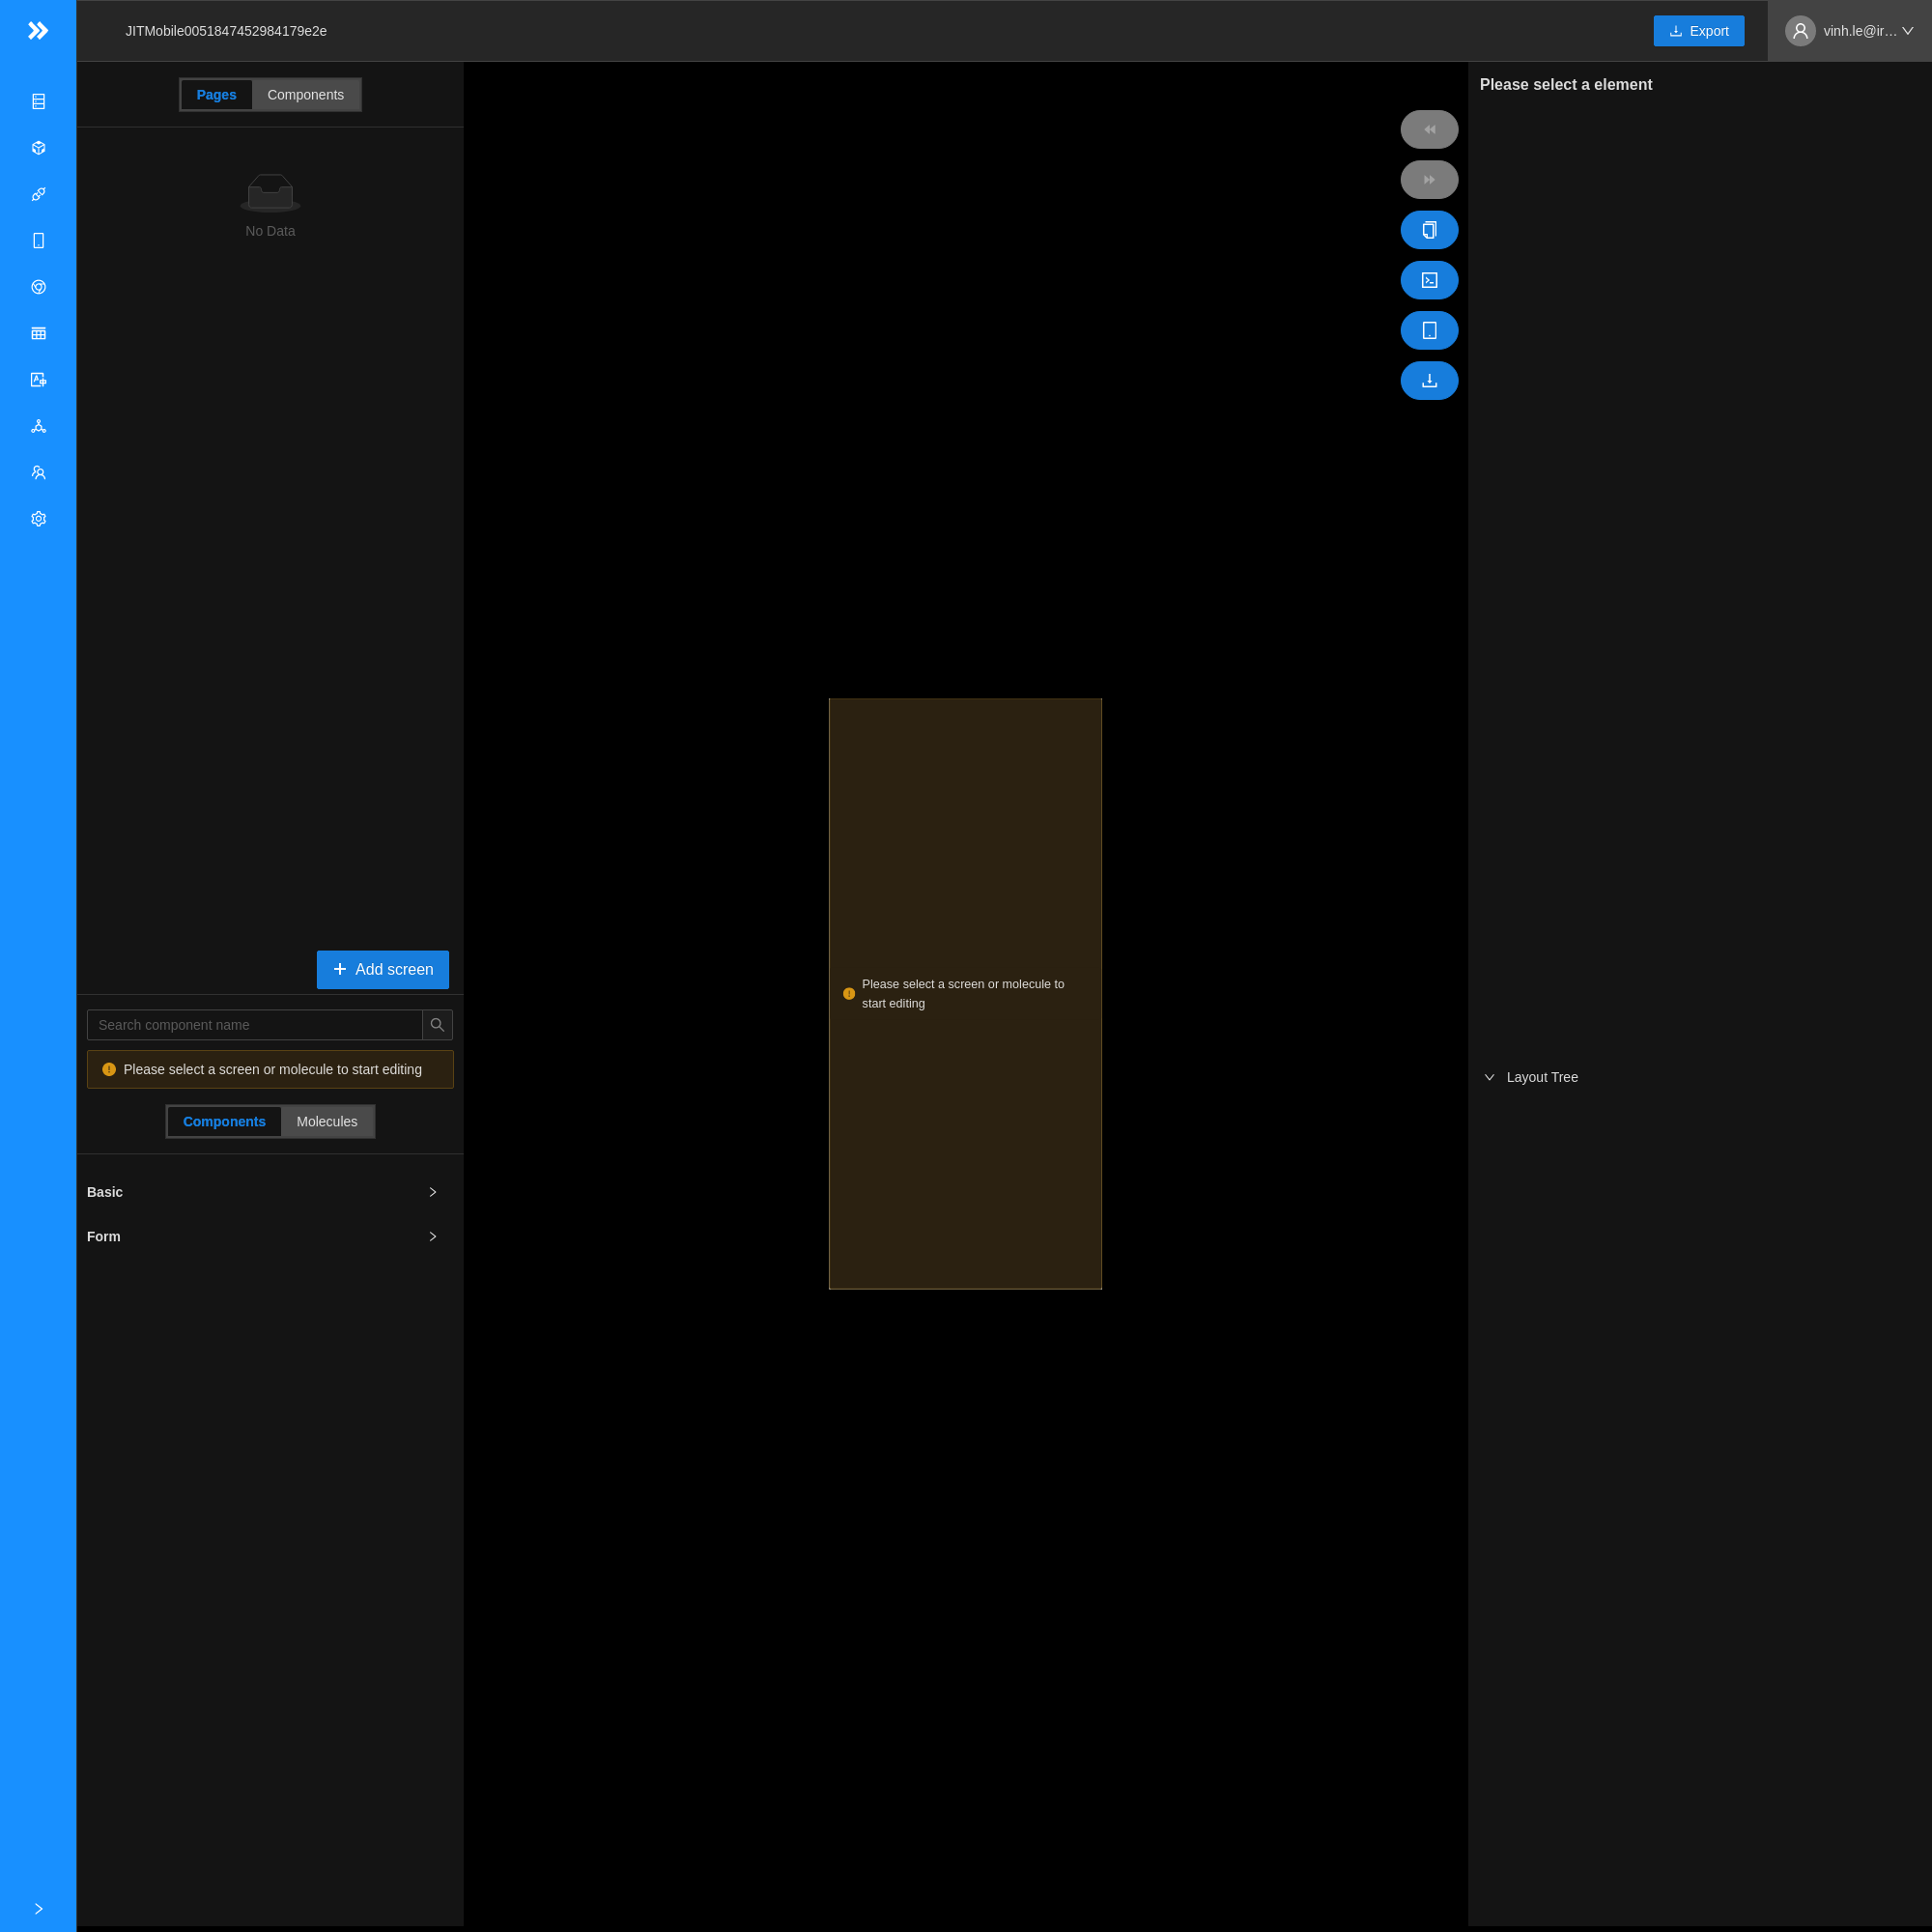 JITMobile0051847452984179e2e
Export
vinh.le@ir...
Pages
Components
Please select a element
No Data
Add screen
Please select a screen or molecule to
start editing
Search component name
Please select a screen or molecule to start editing
Layout Tree
Components
Molecules
Basic
Form